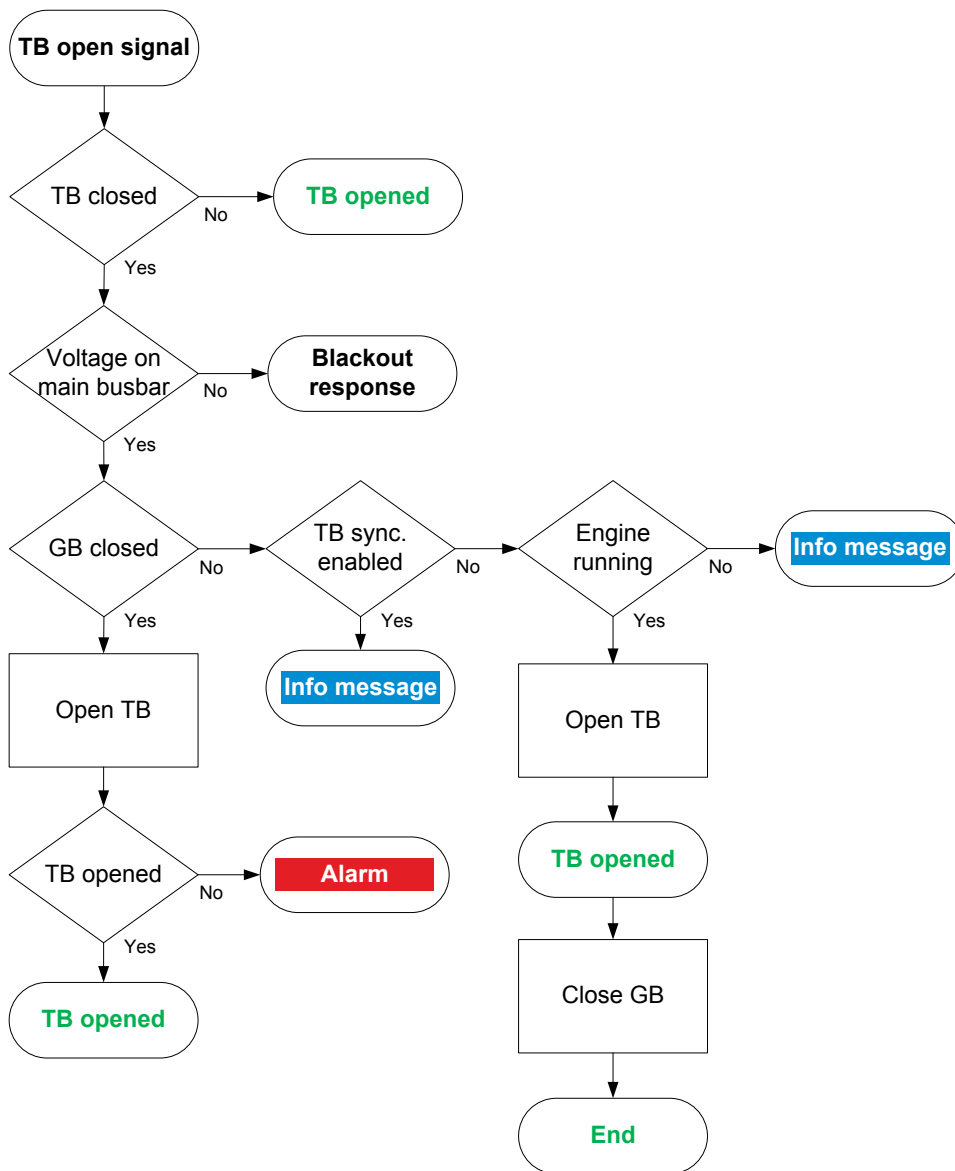 TB open signal
TB closed
No
TB opened
Yes
Voltage on
main busbar
No
Blackout
response
Yes
GB closed
No
TB sync.
enabled
No
Engine
running
No
Info message
Yes
Yes
Yes
Open TB
Info message
Open TB
TB opened
No
Alarm
TB opened
Yes
TB opened
Close GB
End